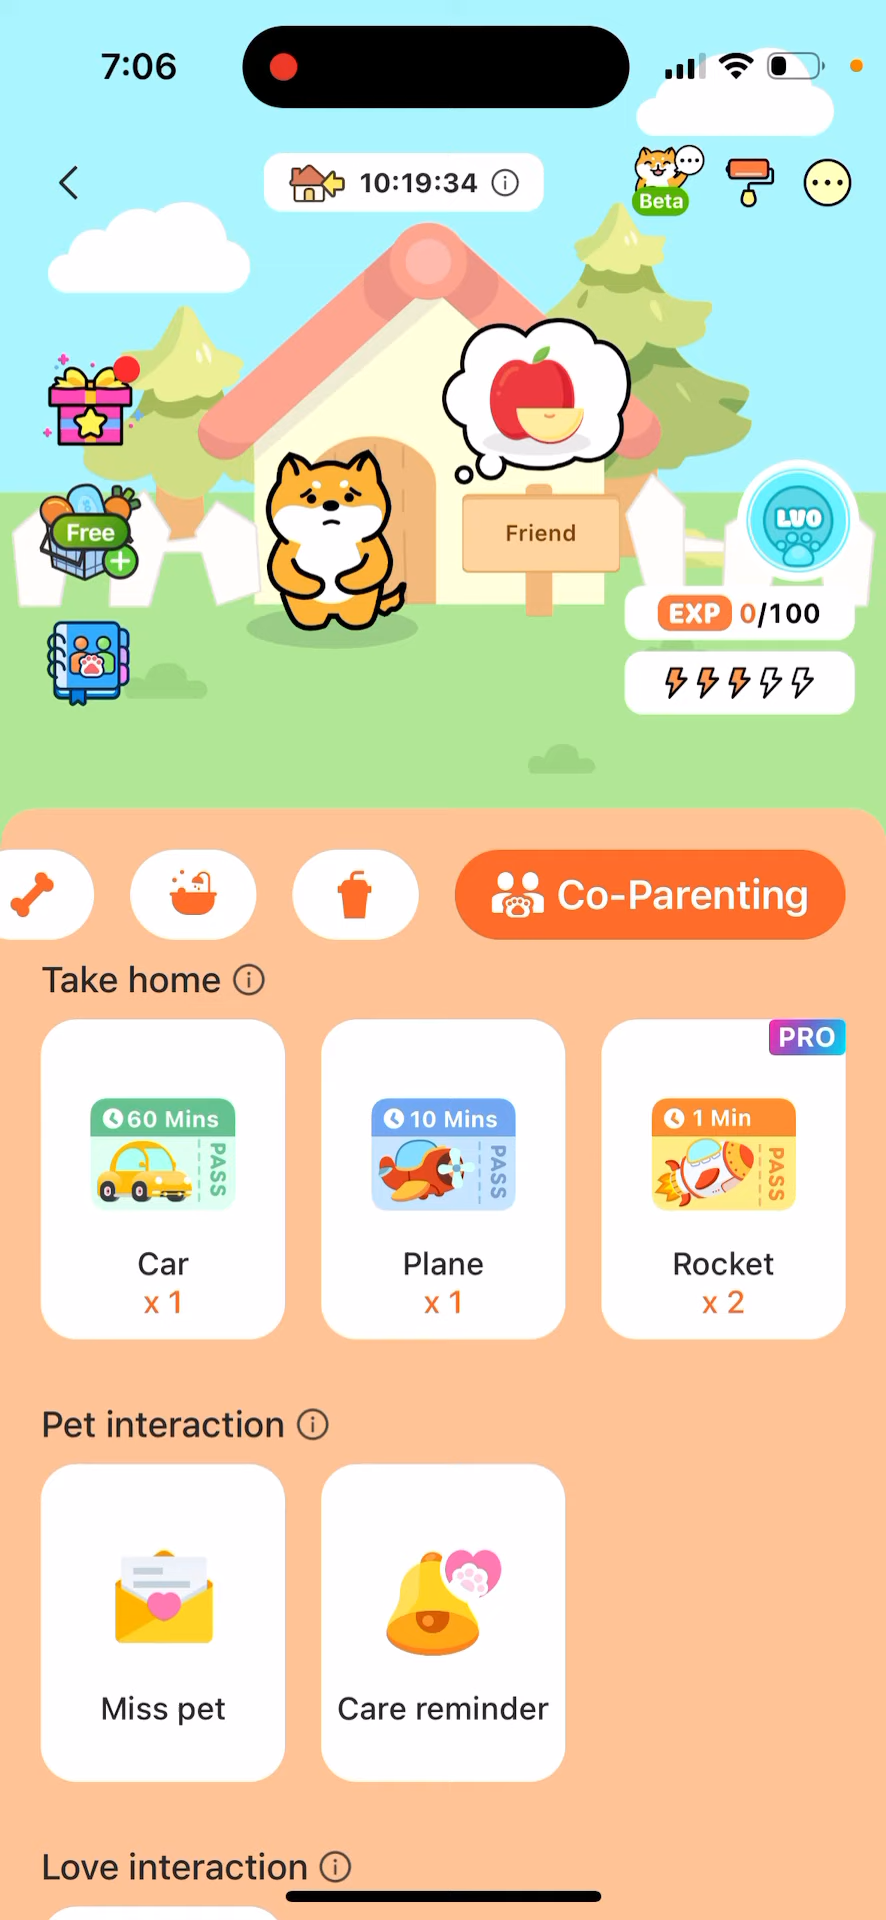 7:06
10:19:34
Beta
Free
Friend
LVO
EXP 0/100
Co-Parenting
Take home
PRO
60 Mins
PASS
10 Mins
PASS
1 Min
PASS
Car
Plane
Rocket
x 1
x 1
x 2
Pet interaction
Miss pet
Care reminder
Love interaction